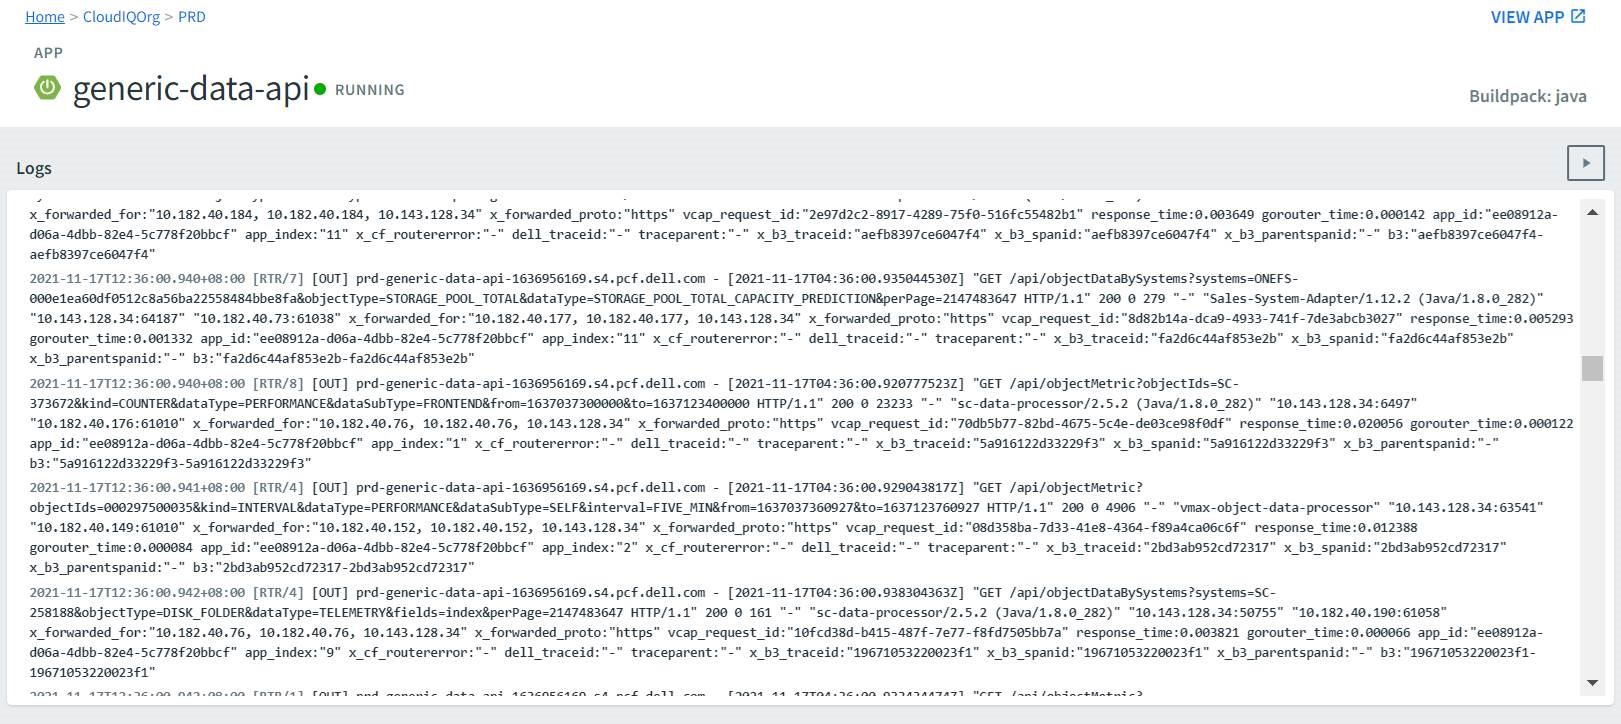 Home > CloudIQOrg > PRD
VIEW APP
APP
generic-data-api RUNNING
Buildpack: java
Logs
x_forwarded_for:"10.182.40.184, 10.182.40.184, 10.143.128.34" x_forwarded_proto:"https" vcap_request_id:"2e97d2c2-8917-4289-75f0-516fc55482b1" response_time:0.003649 gorouter_time:0.000142 app_id:"ee08912a-
d06a-4dbb-82e4-5c778f20bbcf" app_index:"11" x_cf_routererror:"-" dell_traceid:"-" traceparent:"-" x_b3_traceid:"aefb8397ce6047f4" x_b3_spanid:"aefb8397ce6047f4" x_b3_parentspanid:"-" b3:"aefb8397ce6047f4-
aefb8397ce6047f4"
2021-11-17T12:36:00.940+08:00 [RTR/7] [OUT] prd-generic-data-api-1636956169.s4.pcf.dell.com - [2021-11-17T04:36:00.935044530Z] "GET /api/objectDataBySystems?systems=ONEFS-
000e1ea60df0512c8a56ba22558484bbe8fa&objectType=STORAGE_POOL_TOTAL&dataType=STORAGE_POOL_TOTAL_CAPACITY_PREDICTION&perPage=2147483647 HTTP/1.1" 200 0 279 "-" "Sales-System-Adapter/1.12.2 (Java/1.8.0_282)"
"10.143.128.34:64187" "10.182.40.73:61038" x_forwarded_for:"10.182.40.177, 10.182.40.177, 10.143.128.34" x_forwarded_proto:"https" vcap_request_id:"8d82b14a-dca9-4933-741f-7de3abcb3027" response_time:0.005293
gorouter_time:0.001332 app_id:"ee08912a-d06a-4dbb-82e4-5c778f20bbcf" app_index:"11" x_cf_routererror:"-" dell_traceid:"-" traceparent:"-" x_b3_traceid:"fa2d6c44af853e2b" x_b3_spanid:"fa2d6c44af853e2b"
x_b3_parentspanid:"-" b3:"fa2d6c44af853e2b-fa2d6c44af853e2b"
2021-11-17T12:36:00.940+08:00 [RTR/8] [OUT] prd-generic-data-api-1636956169.s4.pcf.dell.com - [2021-11-17T04:36:00.920777523Z] "GET /api/objectMetric?objectIds=SC-
373672&kind=COUNTER&dataType=PERFORMANCE&dataSubType=FRONTEND&from=1637037300000&to=1637123400000 HTTP/1.1" 200 0 23233 "-" "sc-data-processor/2.5.2 (Java/1.8.0_282)" "10.143.128.34:6497"
"10.182.40.176:61010" x_forwarded_for:"10.182.40.76, 10.182.40.76, 10.143.128.34" x_forwarded_proto:"https" vcap_request_id:"70db5b77-82bd-4675-5c4e-de03ce98f0df" response_time:0.020056 gorouter_time:0.000122
app_id:"ee08912a-d06a-4dbb-82e4-5c778f20bbcf" app_index:"1" x_cf_routererror:"-" dell_traceid:"-" traceparent:"-" x_b3_traceid:"5a916122d33229f3" x_b3_spanid:"5a916122d33229f3" x_b3_parentspanid:"-"
b3:"5a916122d33229f3-5a916122d33229f3"
2021-11-17T12:36:00.941+08:00 [RTR/4] [OUT] prd-generic-data-api-1636956169.s4.pcf.dell.com - [2021-11-17T04:36:00.929043817Z] "GET /api/objectMetric?
objectIds=000297500035&kind=INTERVAL&dataType=PERFORMANCE&dataSubType=SELF&interval=FIVE_MIN&from=1637037360927&to=1637123760927 HTTP/1.1" 200 0 4906 "-" "vmax-object-data-processor" "10.143.128.34:63541"
"10.182.40.149:61010" x_forwarded_for:"10.182.40.152, 10.182.40.152, 10.143.128.34" x_forwarded_proto:"https" vcap_request_id:"08d358ba-7d33-41e8-4364-f89a4ca06c6f" response_time:0.012388
gorouter_time:0.000084 app_id:"ee08912a-d06a-4dbb-82e4-5c778f20bbcf" app_index:"2" x_cf_routererror:"-" dell_traceid:"-" traceparent:"-" x_b3_traceid:"2bd3ab952cd72317" x_b3_spanid:"2bd3ab952cd72317"
x_b3_parentspanid:"-" b3:"2bd3ab952cd72317-2bd3ab952cd72317"
2021-11-17T12:36:00.942+08:00 [RTR/4] [OUT] prd-generic-data-api-1636956169.s4.pcf.dell.com - [2021-11-17T04:36:00.938304363Z] "GET /api/objectDataBySystems?systems=SC-
258188&objectType=DISK_FOLDER&dataType=TELEMETRY&fields=index&perPage=2147483647 HTTP/1.1" 200 0 161 "-" "sc-data-processor/2.5.2 (Java/1.8.0_282)" "10.143.128.34:50755" "10.182.40.190:61058"
x_forwarded_for:"10.182.40.76, 10.182.40.76, 10.143.128.34" x_forwarded_proto:"https" vcap_request_id:"10fcd38d-b415-487f-7e77-f8fd7505bb7a" response_time:0.003821 gorouter_time:0.000066 app_id:"ee08912a-
d06a-4dbb-82e4-5c778f20bbcf" app_index:"9" x_cf_routererror:"-" dell_traceid:"-" traceparent:"-" x_b3_traceid:"19671053220023f1" x_b3_spanid:"19671053220023f1" x_b3_parentspanid:"-" b3:"19671053220023f1-
19671053220023f1"